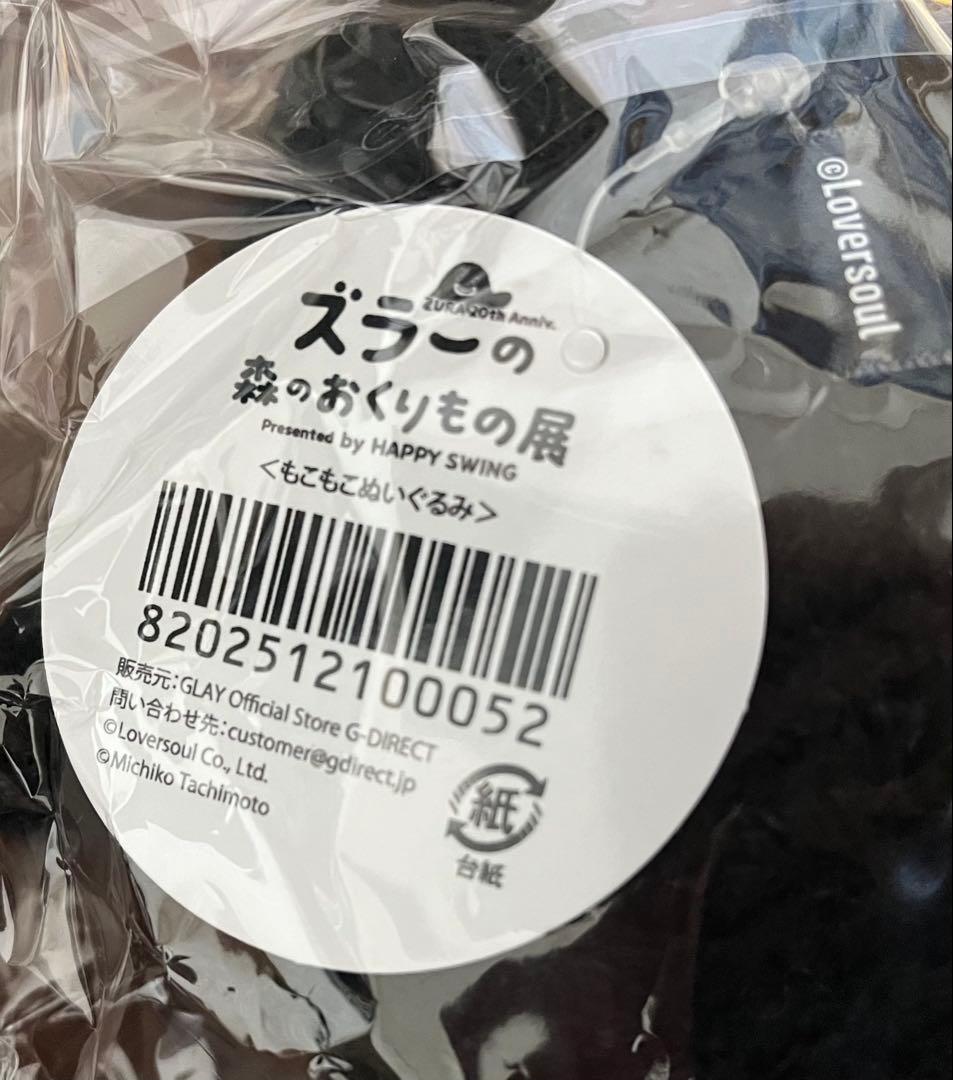 ZURA20th Anniv.
ズラーの
森のおくりもの展
Presented by HAPPY SWING
＜もこもこぬいぐるみ＞
8202512100052
販売元:GLAY Official Store G-DIRECT
問い合わせ先:customer@gdirect.jp
©Loversoul Co., Ltd.
©Michiko Tachimoto
紙
台紙
©Loversoul